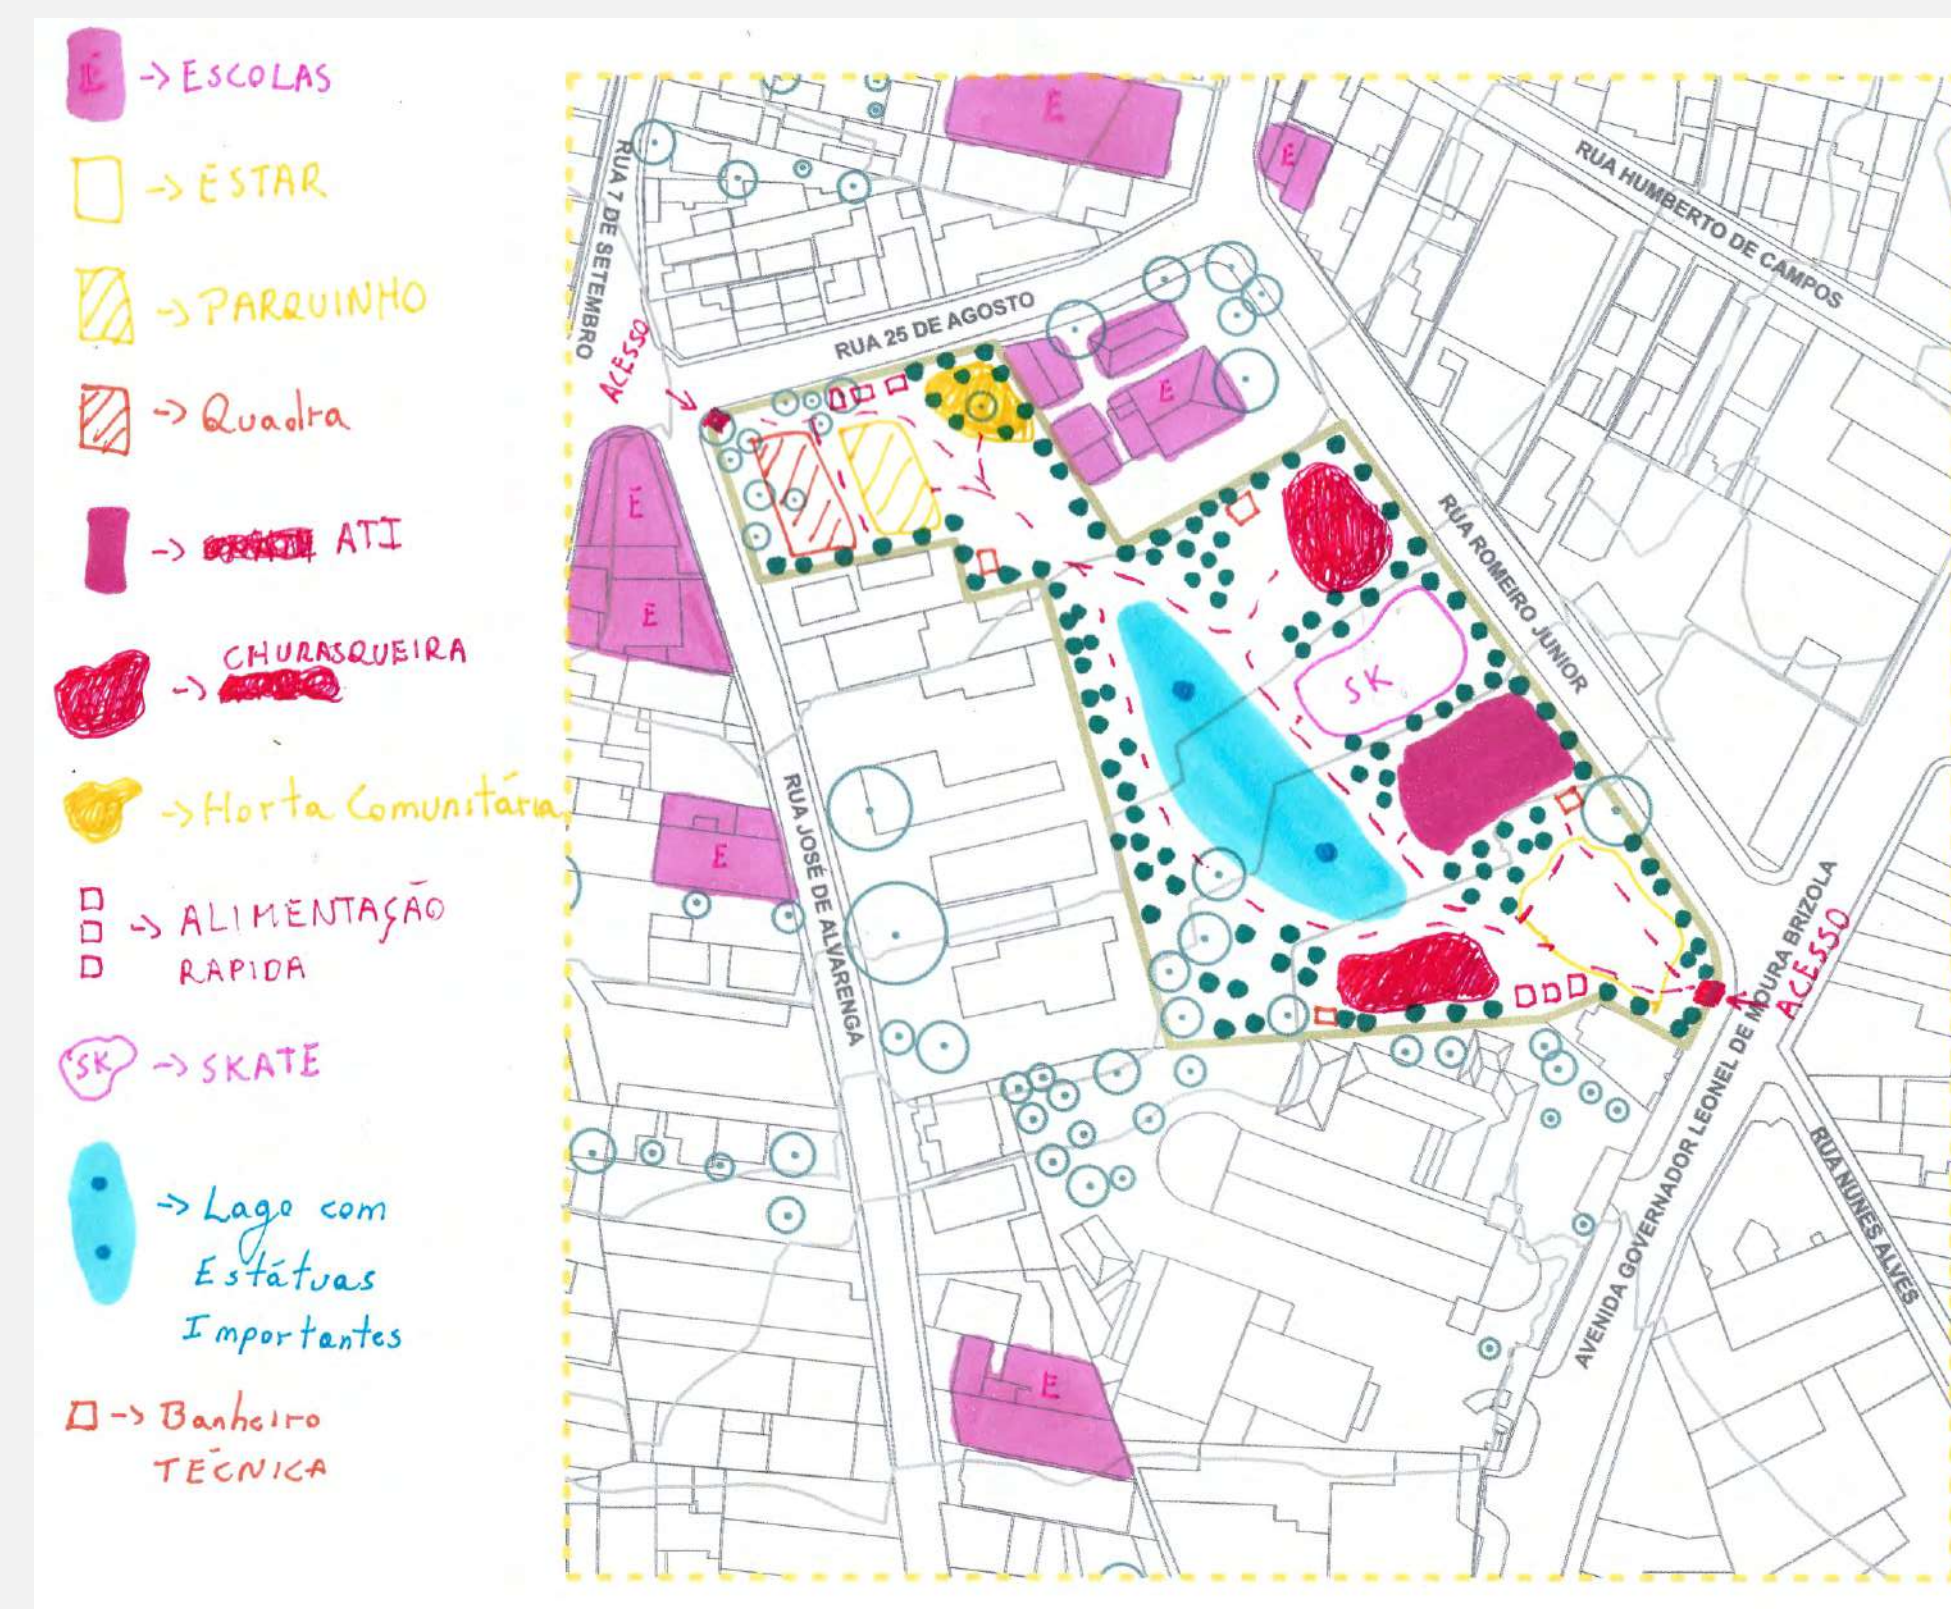 E -> ESCOLAS
-> ESTAR
-> PARQUINHO
-> Quadra
-> ATI
-> CHURASQUEIRA
-> Horta Comunitária
-> ALIMENTAÇÃO
RAPIDA
SK -> SKATE
-> Lago com
Estátuas
Importantes
-> Banheiro
TÉCNICA
E
E
RUA HUMBERTO DE CAMPOS
RUA 7 DE SETEMBRO
RUA 25 DE AGOSTO
ACESSO
E
E
E
RUA ROMEIRO JUNIOR
SK
RUA JOSÉ DE ALVARENGA
E
AVENIDA GOVERNADOR LEONEL DE MOURA BRIZOLA
ACESSO
RUA NUNES ALVES
E